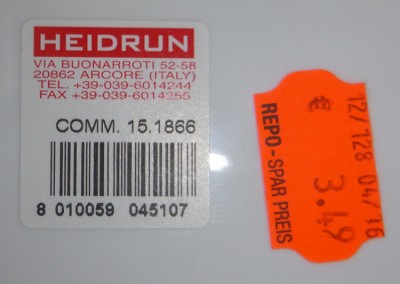 HEIDRUN
VIA BUONARROTI 52-58
20862 ARCORE (ITALY)
TEL. +39-039-6014244
FAX +39-039-6014255
COMM. 15.1866
8 010059 045107
12/128 04/16
€ 3.49
REPO-SPAR PREIS